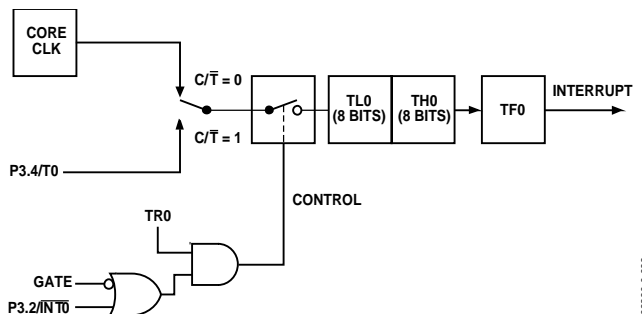 CORE
CLK
C/T̅ = 0
C/T̅ = 1
P3.4/T0
TL0
(8 BITS)
TH0
(8 BITS)
TF0
INTERRUPT
CONTROL
TR0
GATE
P3.2/I̅N̅T̅0̅